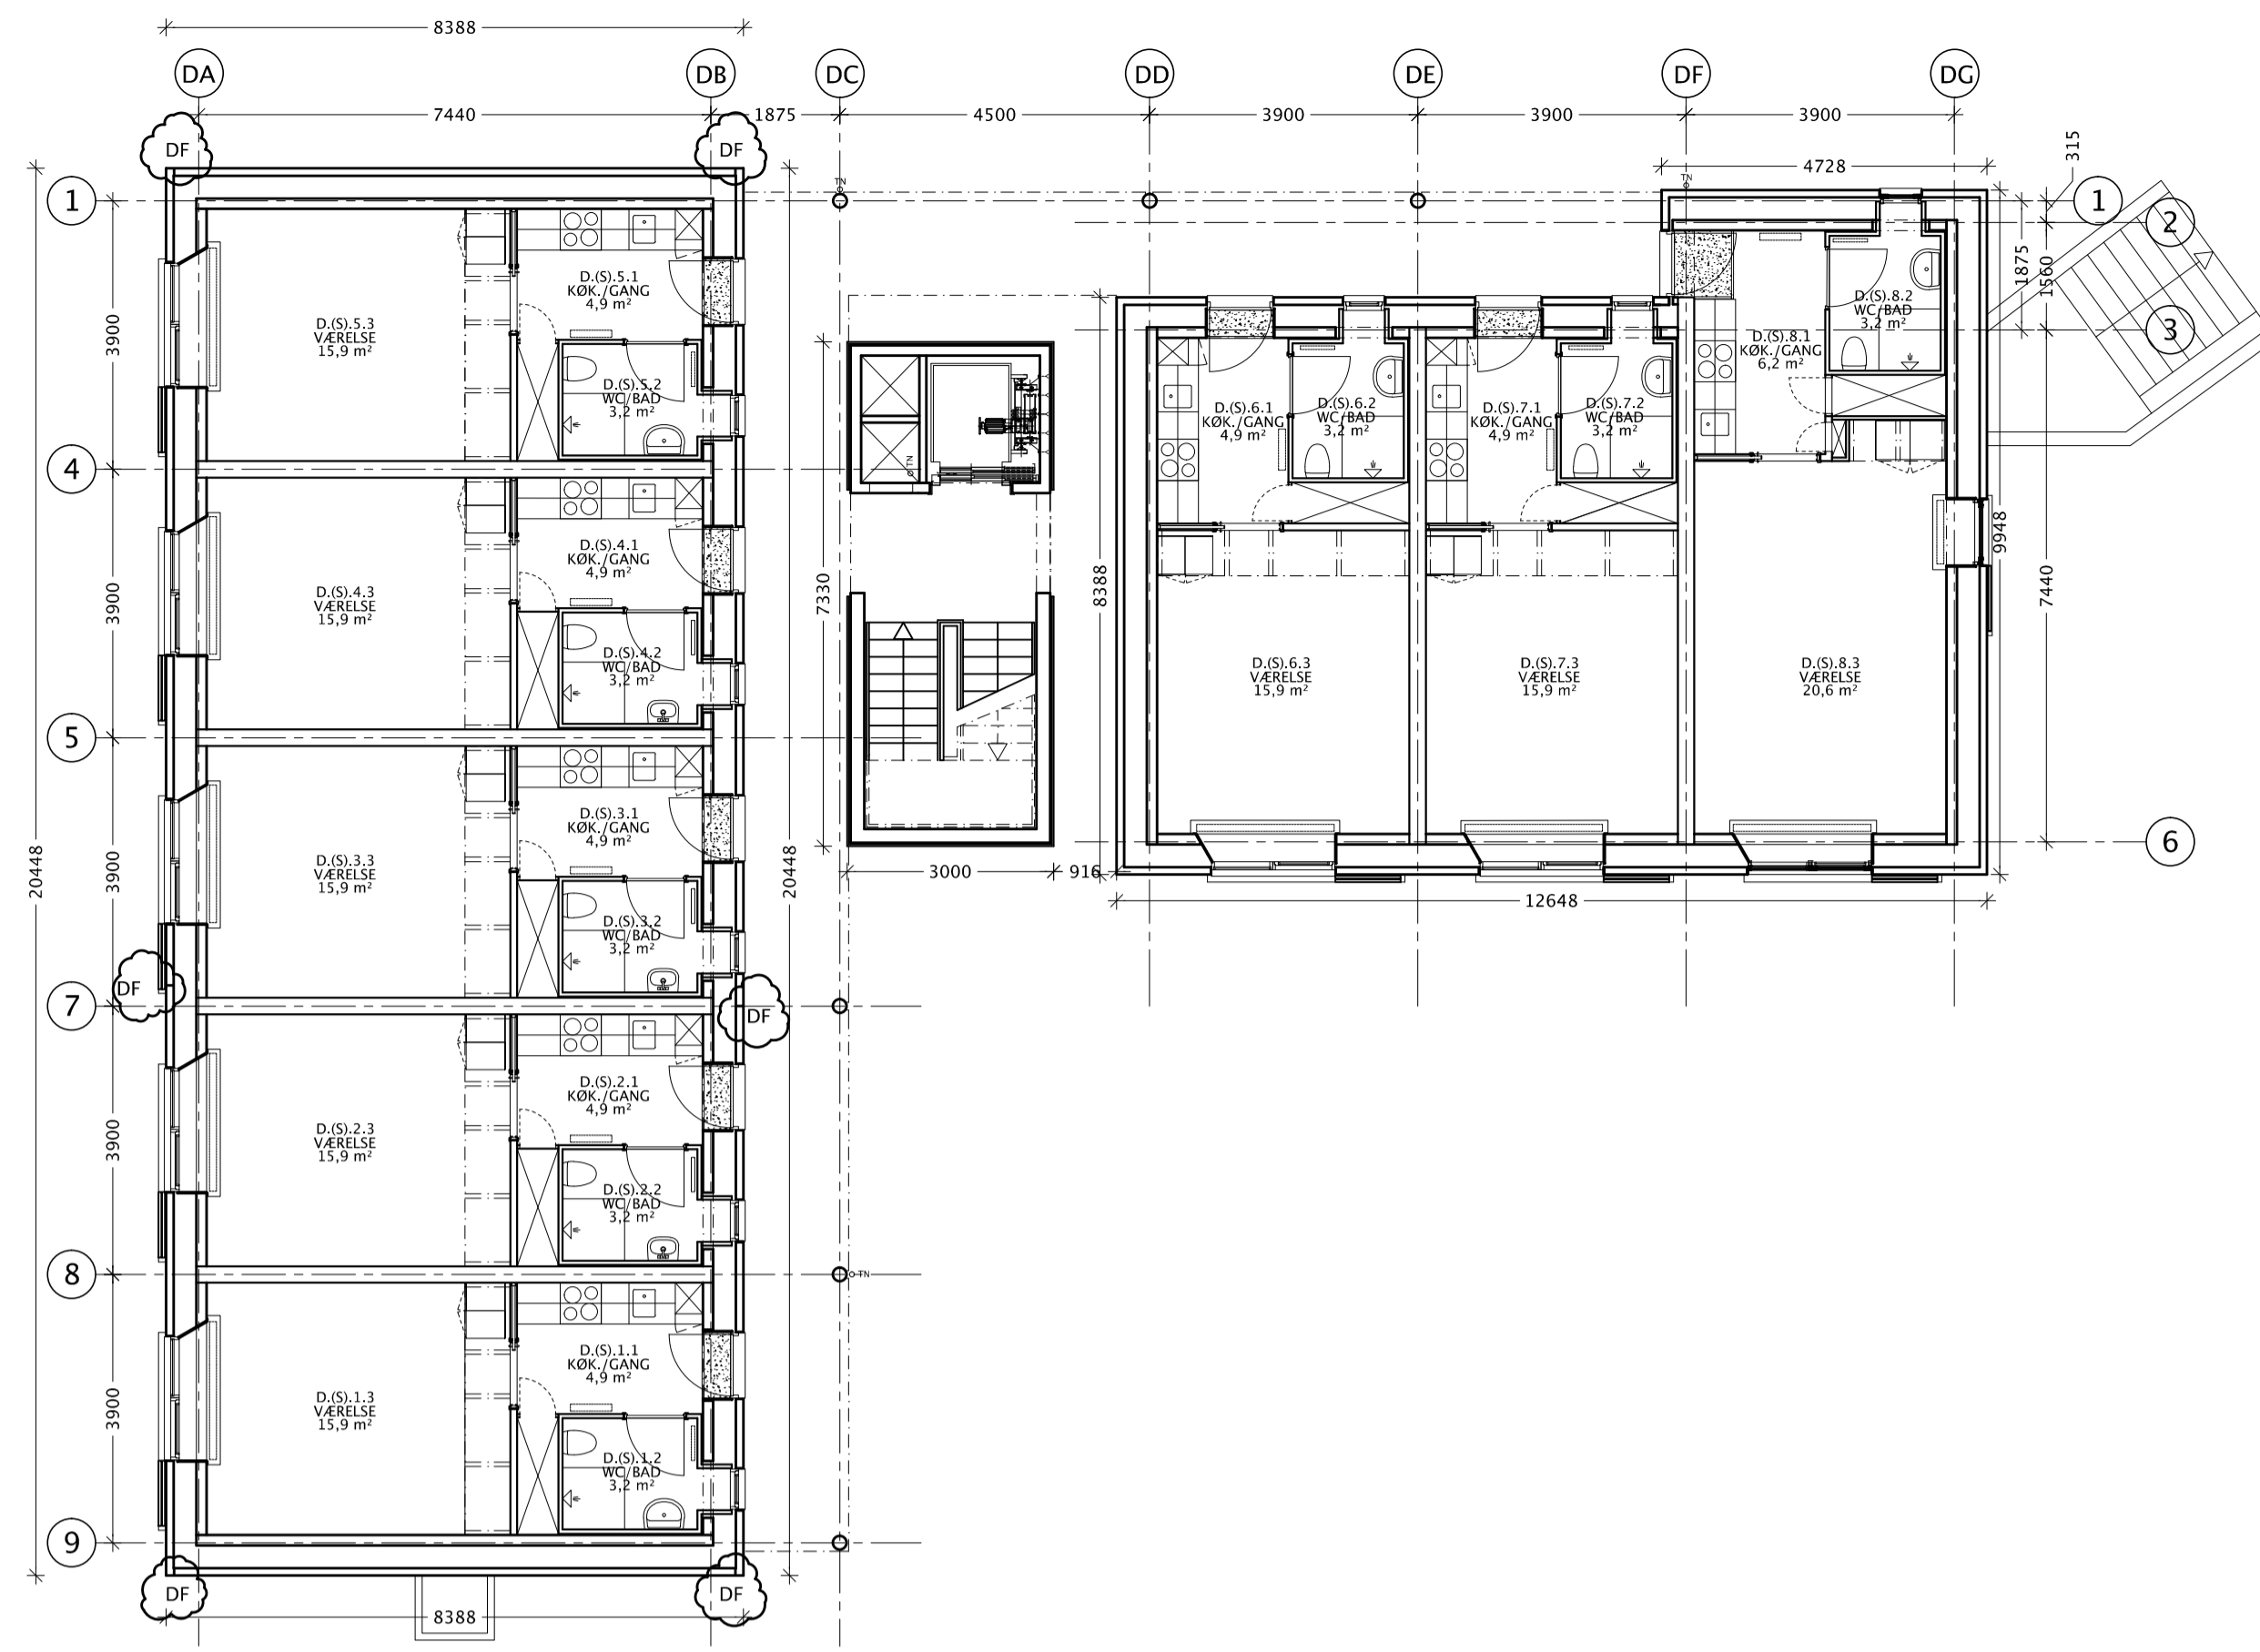 8388
DA
DB
DC
DD
DE
DF
DG
7440
1875
4500
3900
3900
3900
315
4728
DF
DF
TN
TN
1
1
2
3
1875
1560
D.(S).5.3
VÆRELSE
15,9 m²
D.(S).5.1
KØK./GANG
4,9 m²
D.(S).5.2
WC/BAD
3,2 m²
3900
D.(S).8.2
WC/BAD
3,2 m²
D.(S).8.1
KØK./GANG
6,2 m²
D.(S).6.1
KØK./GANG
4,9 m²
D.(S).6.2
WC/BAD
3,2 m²
D.(S).7.1
KØK./GANG
4,9 m²
D.(S).7.2
WC/BAD
3,2 m²
TN
4
3900
D.(S).4.3
VÆRELSE
15,9 m²
D.(S).4.1
KØK./GANG
4,9 m²
D.(S).4.2
WC/BAD
3,2 m²
7330
8388
9948
7440
D.(S).6.3
VÆRELSE
15,9 m²
D.(S).7.3
VÆRELSE
15,9 m²
D.(S).8.3
VÆRELSE
20,6 m²
5
6
20448
3900
D.(S).3.3
VÆRELSE
15,9 m²
D.(S).3.1
KØK./GANG
4,9 m²
D.(S).3.2
WC/BAD
3,2 m²
20448
3000
916
12648
DF
DF
7
3900
D.(S).2.3
VÆRELSE
15,9 m²
D.(S).2.1
KØK./GANG
4,9 m²
D.(S).2.2
WC/BAD
3,2 m²
8
TN
3900
D.(S).1.3
VÆRELSE
15,9 m²
D.(S).1.1
KØK./GANG
4,9 m²
D.(S).1.2
WC/BAD
3,2 m²
9
DF
DF
8388